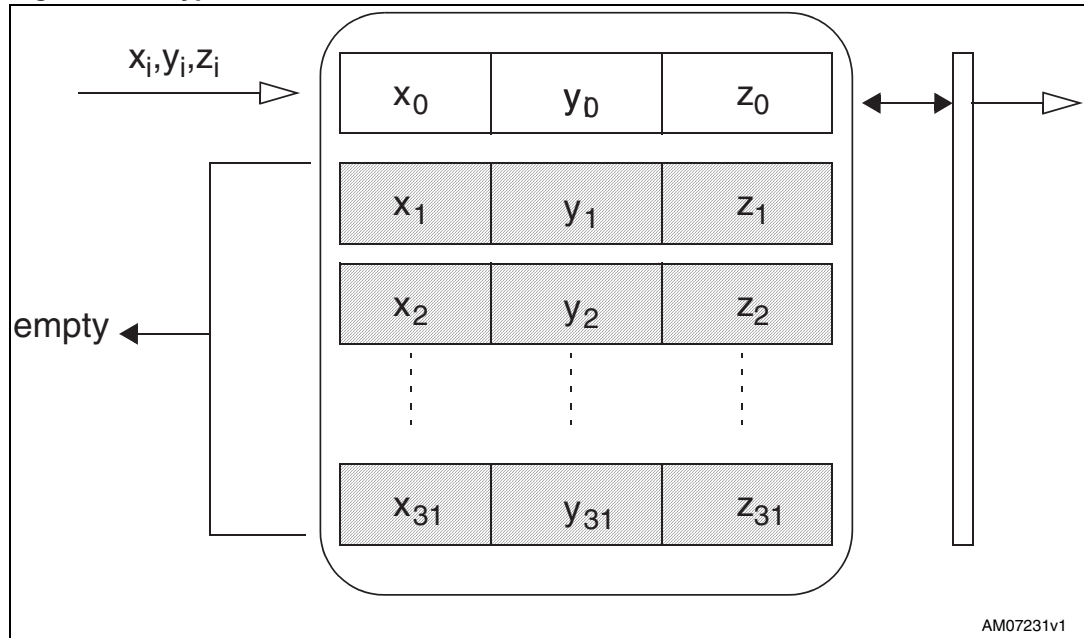 xᵢ,yᵢ,zᵢ
x₀ y₀ z₀
x₁ y₁ z₁
x₂ y₂ z₂
empty
x₃₁ y₃₁ z₃₁
AM07231v1